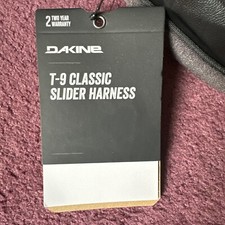 2 TWO YEAR
WARRANTY
DAKINE
T-9 CLASSIC
SLIDER HARNESS